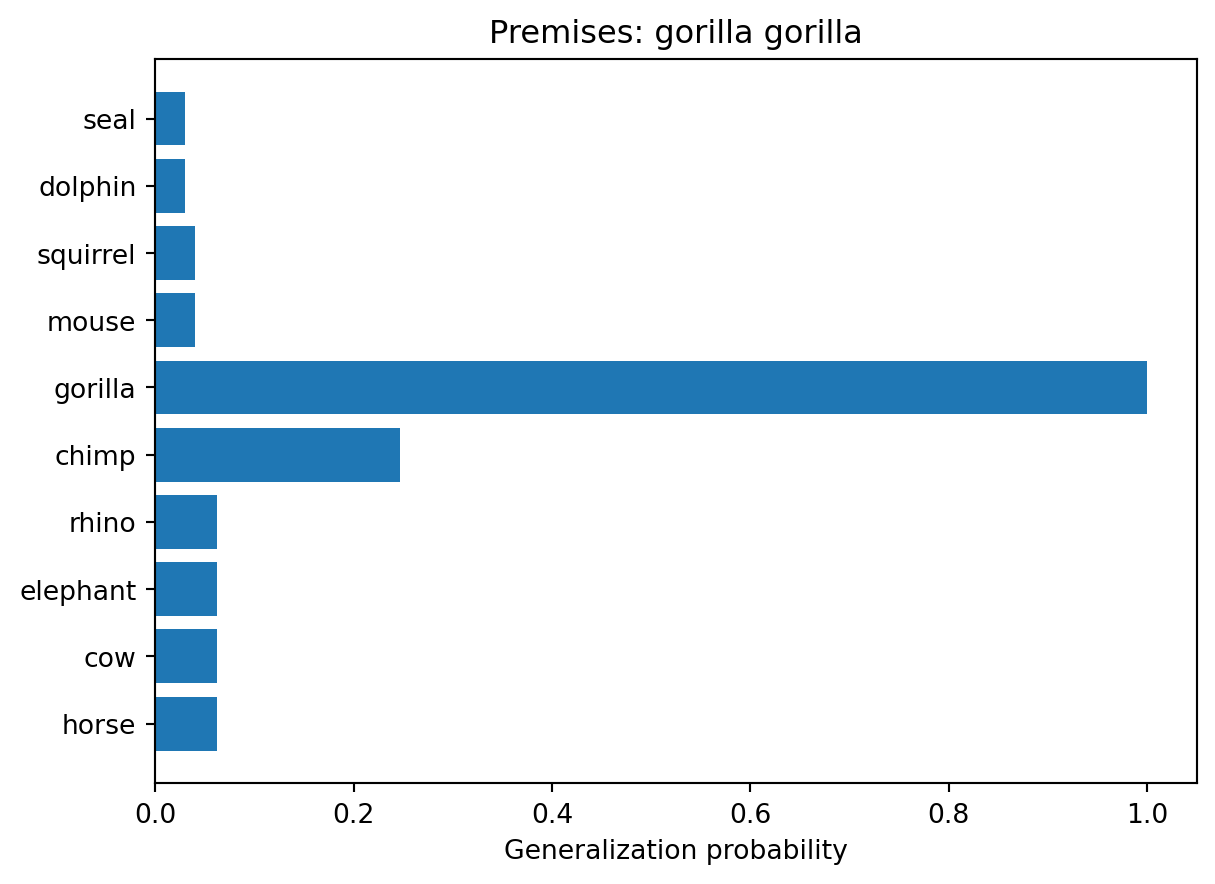 Premises: gorilla gorilla
seal
dolphin
squirrel
mouse
gorilla
chimp
rhino
elephant
cow
horse
0.0 0.2 0.4 0.6 0.8 1.0
Generalization probability